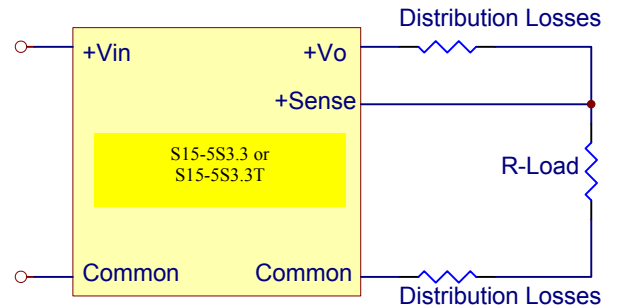 Distribution Losses
+Vin
+Vo
+Sense
S15-5S3.3 or
S15-5S3.3T
R-Load
Common
Common
Distribution Losses